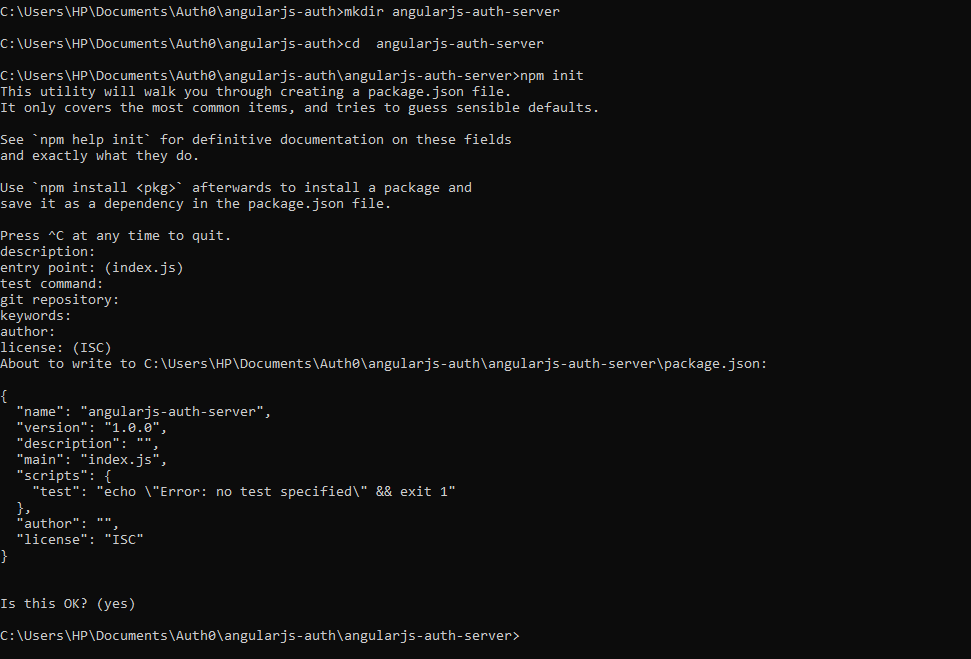 C:\Users\HP\Documents\Auth0\angularjs-auth>mkdir angularjs-auth-server
C:\Users\HP\Documents\Auth0\angularjs-auth>cd  angularjs-auth-server
C:\Users\HP\Documents\Auth0\angularjs-auth\angularjs-auth-server>npm init
This utility will walk you through creating a package.json file.
It only covers the most common items, and tries to guess sensible defaults.
See `npm help init` for definitive documentation on these fields
and exactly what they do.
Use `npm install <pkg>` afterwards to install a package and
save it as a dependency in the package.json file.
Press ^C at any time to quit.
description:
entry point: (index.js)
test command:
git repository:
keywords:
author:
license: (ISC)
About to write to C:\Users\HP\Documents\Auth0\angularjs-auth\angularjs-auth-server\package.json:
{
  "name": "angularjs-auth-server",
  "version": "1.0.0",
  "description": "",
  "main": "index.js",
  "scripts": {
    "test": "echo \"Error: no test specified\" && exit 1"
  },
  "author": "",
  "license": "ISC"
}
Is this OK? (yes)
C:\Users\HP\Documents\Auth0\angularjs-auth\angularjs-auth-server>